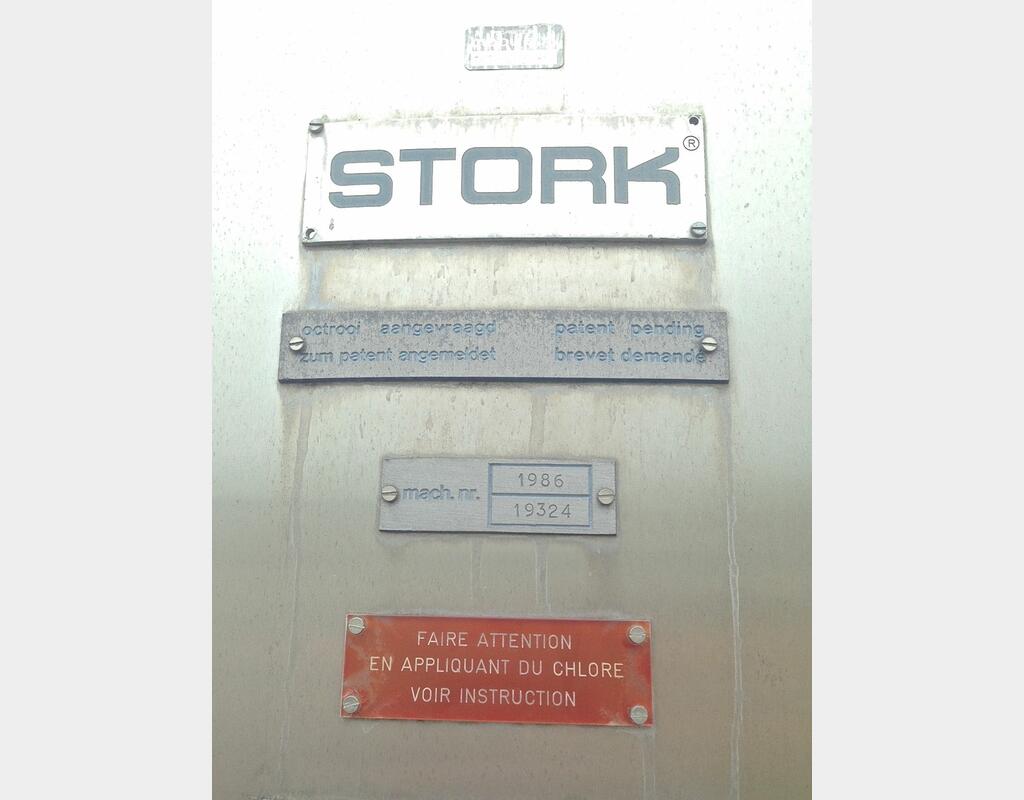 STORK®
octrooi aangevraagd patent pending
zum patent angemeldet brevet demandé
mach. nr. 1986
19324
FAIRE ATTENTION
EN APPLIQUANT DU CHLORE
VOIR INSTRUCTION